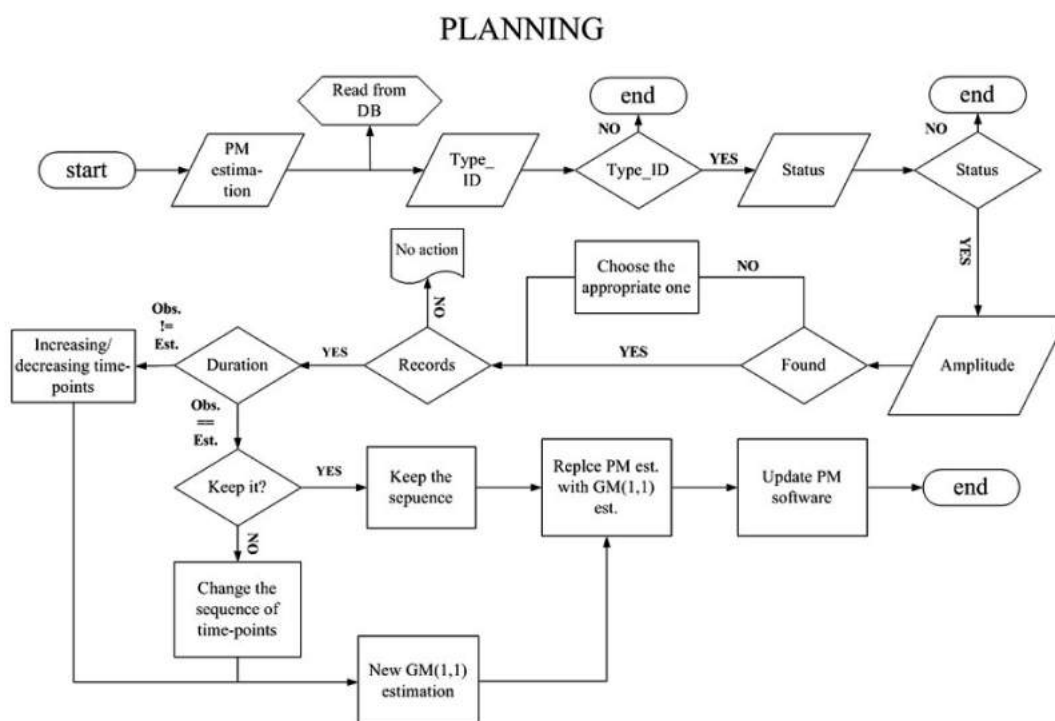 PLANNING
Read from
DB
end
end
NO
NO
start
PM
estima-
tion
Type_
ID
Type_ID
YES
Status
Status
YES
No action
Choose the
appropriate one
NO
NO
Obs.
!=
Est.
Increasing/
decreasing time-
points
Duration
YES
Records
YES
Found
Amplitude
Obs.
==
Est.
Keep it?
YES
Keep the
sepuence
Replce PM est.
with GM(1,1)
est.
Update PM
software
end
NO
Change the
sequence of
time-points
New GM(1,1)
estimation